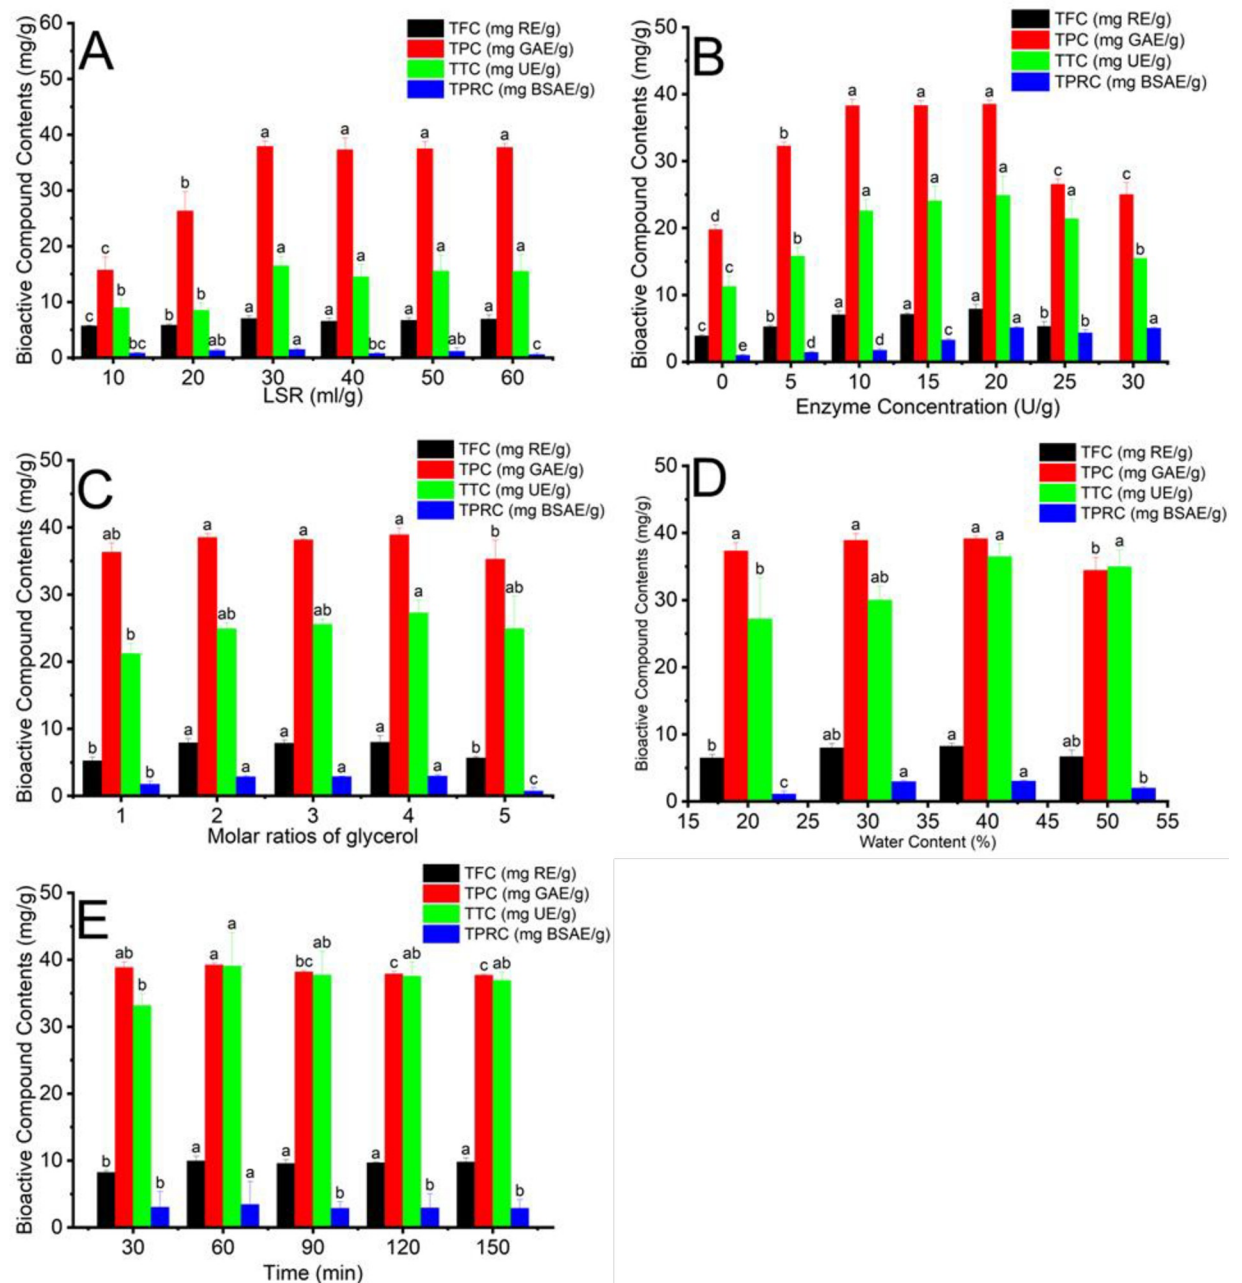 A
Bioactive Compound Contents (mg/g)
TFC (mg RE/g)
TPC (mg GAE/g)
TTC (mg UE/g)
TPRC (mg BSAE/g)
60
50
40
30
20
10
0
c c b bc
b b b ab
a a a a
a a a bc
a a a ab
a a a c
10 20 30 40 50 60
LSR (ml/g)
B
Bioactive Compound Contents (mg/g)
TFC (mg RE/g)
TPC (mg GAE/g)
TTC (mg UE/g)
TPRC (mg BSAE/g)
50
40
30
20
10
0
c d c e
b b b d
a a a d
a a a c
a a a a
b c a b
c b a
0 5 10 15 20 25 30
Enzyme Concentration (U/g)
C
Bioactive Compound Contents (mg/g)
TFC (mg RE/g)
TPC (mg GAE/g)
TTC (mg UE/g)
TPRC (mg BSAE/g)
50
40
30
20
10
0
b ab b b
a a ab a
a a ab a
a a a a
b b ab c
1 2 3 4 5
Molar ratios of glycerol
D
Bioactive Compound Contents (mg/g)
TFC (mg RE/g)
TPC (mg GAE/g)
TTC (mg UE/g)
TPRC (mg BSAE/g)
50
40
30
20
10
0
b a b c
ab a ab a
a a a a
ab b a b
15 20 25 30 35 40 45 50 55
Water Content (%)
E
Bioactive Compound Contents (mg/g)
TFC (mg RE/g)
TPC (mg GAE/g)
TTC (mg UE/g)
TPRC (mg BSAE/g)
50
40
30
20
10
0
b ab b b
a a a a
a bc ab b
a c ab b
a c ab b
30 60 90 120 150
Time (min)